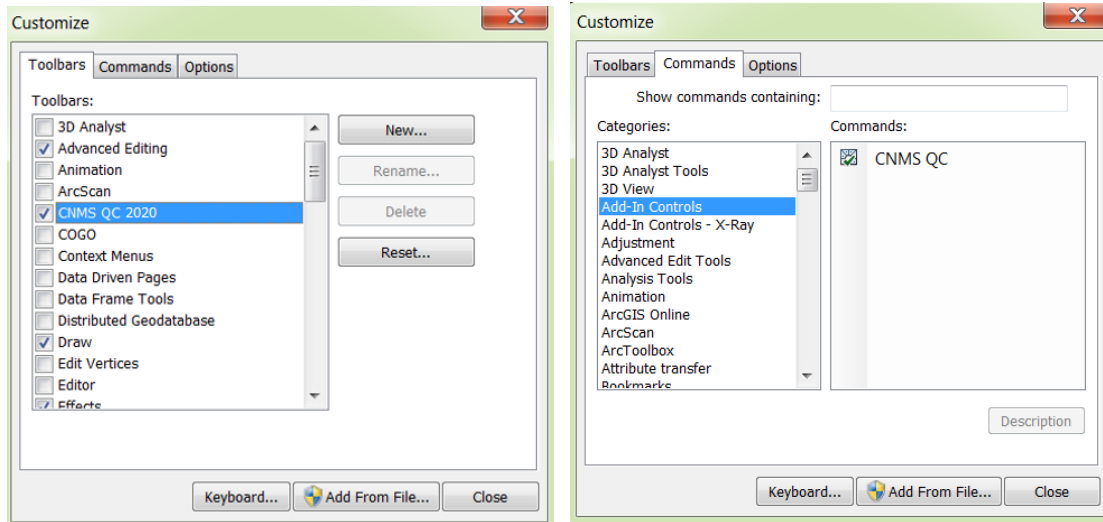 Customize
Toolbars Commands Options
Toolbars:
3D Analyst
Advanced Editing
Animation
ArcScan
CNMS QC 2020
COGO
Context Menus
Data Driven Pages
Data Frame Tools
Distributed Geodatabase
Draw
Edit Vertices
Editor
Effects
New...
Rename...
Delete
Reset...
Keyboard... Add From File... Close
Customize
Toolbars Commands Options
Show commands containing:
Categories:
3D Analyst
3D Analyst Tools
3D View
Add-In Controls
Add-In Controls - X-Ray
Adjustment
Advanced Edit Tools
Analysis Tools
Animation
ArcGIS Online
ArcScan
ArcToolbox
Attribute transfer
Bookmarks
Commands:
CNMS QC
Description
Keyboard... Add From File... Close